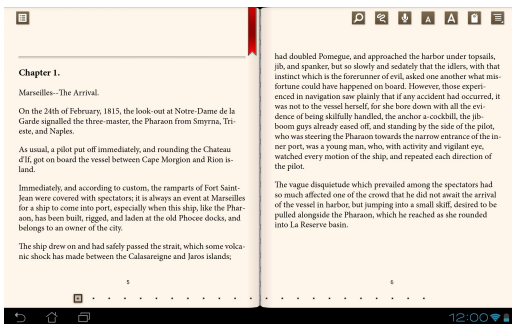 Chapter 1.
Marseilles--The Arrival.
On the 24th of February, 1815, the look-out at Notre-Dame de la
Garde signalled the three-master, the Pharaon from Smyrna, Tri-
este, and Naples.
As usual, a pilot put off immediately, and rounding the Chateau
d'If, got on board the vessel between Cape Morgion and Rion is-
land.
Immediately, and according to custom, the ramparts of Fort Saint-
Jean were covered with spectators; it is always an event at Marseilles
for a ship to come into port, especially when this ship, like the Phar-
aon, has been built, rigged, and laden at the old Phocee docks, and
belongs to an owner of the city.
The ship drew on and had safely passed the strait, which some volca-
nic shock has made between the Calasareigne and Jaros islands;
5
had doubled Pomegue, and approached the harbor under topsails,
jib, and spanker, but so slowly and sedately that the idlers, with that
instinct which is the forerunner of evil, asked one another what mis-
fortune could have happened on board. However, those experi-
enced in navigation saw plainly that if any accident had occurred, it
was not to the vessel herself, for she bore down with all the evi-
dence of being skilfully handled, the anchor a-cockbill, the jib-
boom guys already eased off, and standing by the side of the pilot,
who was steering the Pharaon towards the narrow entrance of the in-
ner port, was a young man, who, with activity and vigilant eye,
watched every motion of the ship, and repeated each direction of
the pilot.
The vague disquietude which prevailed among the spectators had
so much affected one of the crowd that he did not await the arrival
of the vessel in harbor, but jumping into a small skiff, desired to be
pulled alongside the Pharaon, which he reached as she rounded
into La Reserve basin.
6
A A
12:00